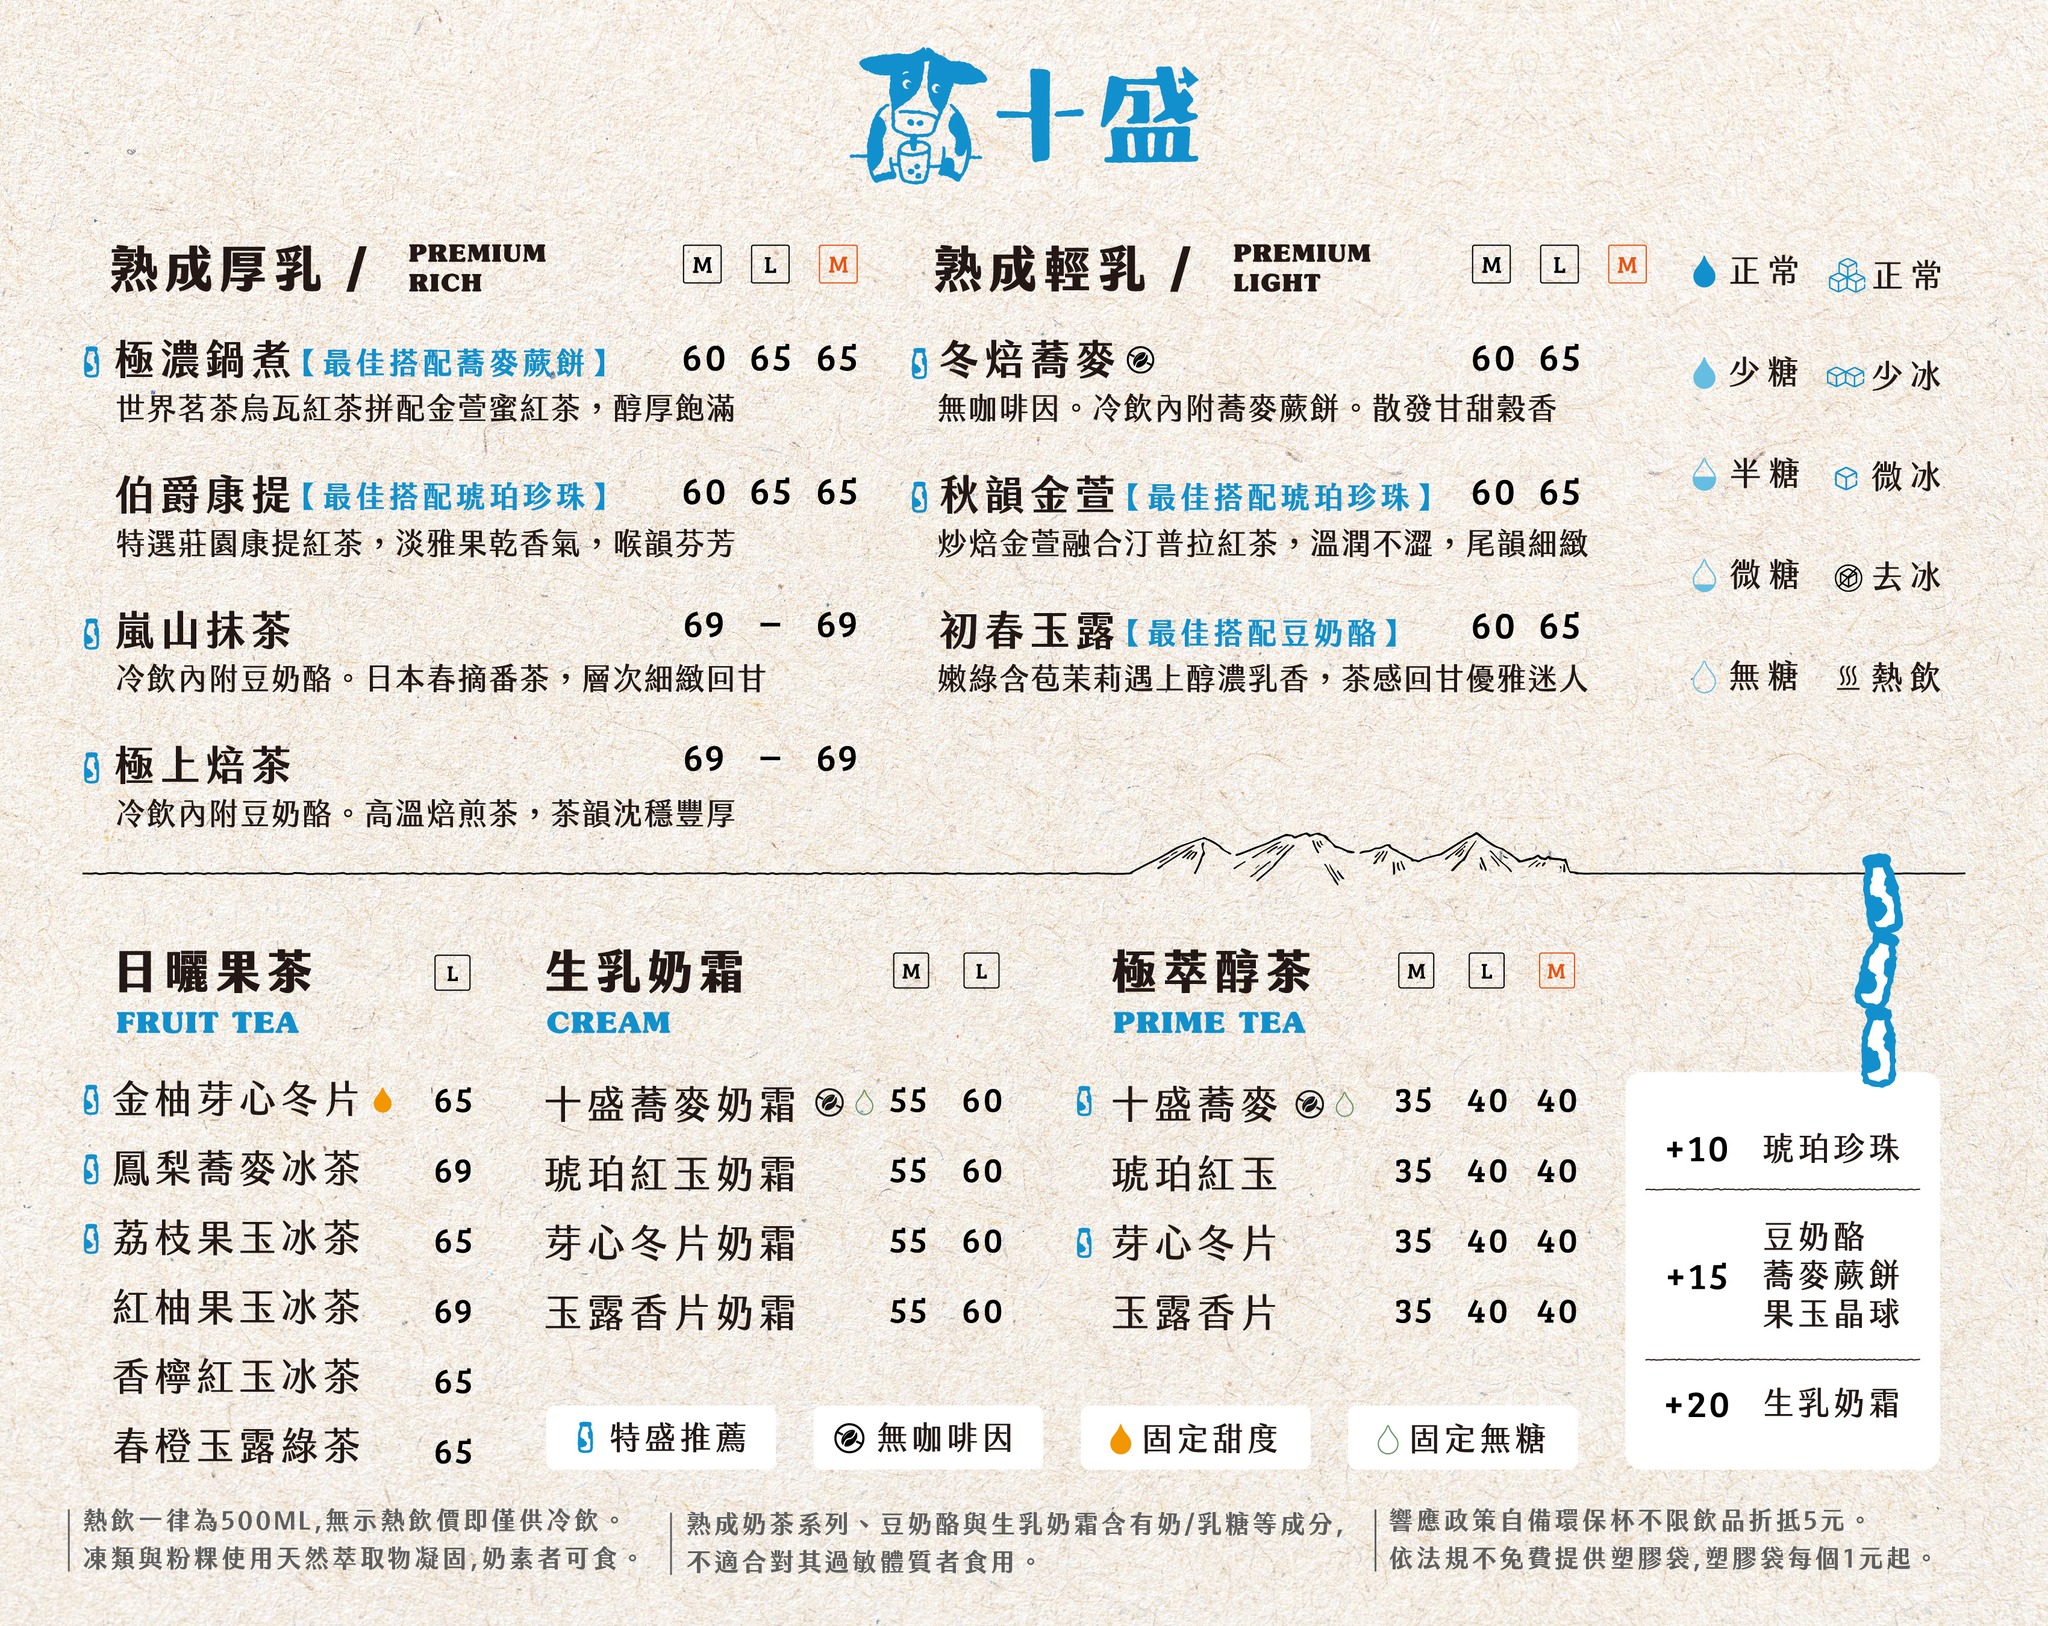 十盛
熟成厚乳 / PREMIUM RICH M L M
極濃鍋煮【最佳搭配蕎麥蕨餅】 60 65 65
世界茗茶烏瓦紅茶拼配金萱蜜紅茶，醇厚飽滿
伯爵康提【最佳搭配琥珀珍珠】 60 65 65
特選莊園康提紅茶，淡雅果乾香氣，喉韻芬芳
嵐山抹茶 69 – 69
冷飲內附豆奶酪。日本春摘番茶，層次細緻回甘
極上焙茶 69 – 69
冷飲內附豆奶酪。高溫焙煎茶，茶韻沈穩豐厚
熟成輕乳 / PREMIUM LIGHT M L M
冬焙蕎麥 60 65
無咖啡因。冷飲內附蕎麥蕨餅。散發甘甜穀香
秋韻金萱【最佳搭配琥珀珍珠】 60 65
炒焙金萱融合汀普拉紅茶，溫潤不澀，尾韻細緻
初春玉露【最佳搭配豆奶酪】 60 65
嫩綠含苞茉莉遇上醇濃乳香，茶感回甘優雅迷人
正常 正常
少糖 少冰
半糖 微冰
微糖 去冰
無糖 熱飲
日曬果茶 L
FRUIT TEA
金柚芽心冬片 65
鳳梨蕎麥冰茶 69
荔枝果玉冰茶 65
紅柚果玉冰茶 69
香檸紅玉冰茶 65
春橙玉露綠茶 65
生乳奶霜 M L
CREAM
十盛蕎麥奶霜 55 60
琥珀紅玉奶霜 55 60
芽心冬片奶霜 55 60
玉露香片奶霜 55 60
極萃醇茶 M L M
PRIME TEA
十盛蕎麥 35 40 40
琥珀紅玉 35 40 40
芽心冬片 35 40 40
玉露香片 35 40 40
+10 琥珀珍珠
+15 豆奶酪
蕎麥蕨餅
果玉晶球
+20 生乳奶霜
特盛推薦 無咖啡因 固定甜度 固定無糖
熱飲一律為500ML,無示熱飲價即僅供冷飲。
凍類與粉粿使用天然萃取物凝固,奶素者可食。
熟成奶茶系列、豆奶酪與生乳奶霜含有奶/乳糖等成分,
不適合對其過敏體質者食用。
響應政策自備環保杯不限飲品折抵5元。
依法規不免費提供塑膠袋,塑膠袋每個1元起。